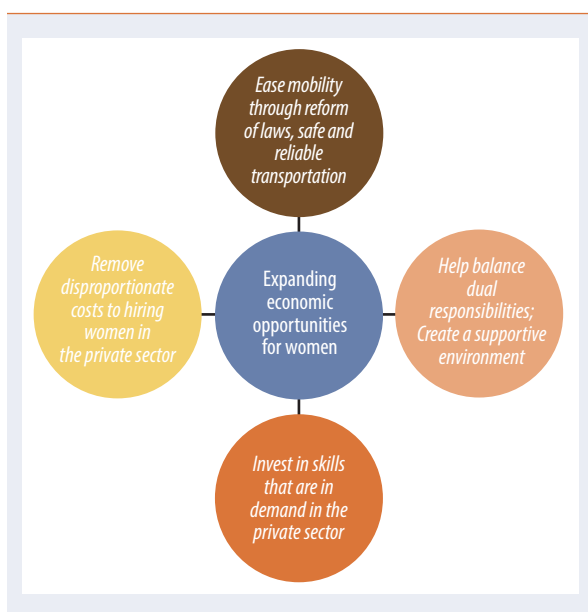 Ease mobility
through reform
of laws, safe and
reliable
transportation
Remove
disproportionate
costs to hiring
women in
the private sector
Expanding
economic
opportunities
for women
Help balance
dual
responsibilities;
Create a supportive
environment
Invest in skills
that are in
demand in the
private sector